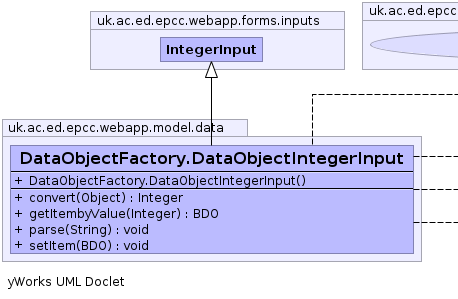 uk.ac.ed.epcc.webapp.forms.inputs
uk.ac.ed.epcc
IntegerInput
uk.ac.ed.epcc.webapp.model.data
DataObjectFactory.DataObjectIntegerInput
+ DataObjectFactory.DataObjectIntegerInput()
+ convert(Object) : Integer
+ getItembyValue(Integer) : BDO
+ parse(String) : void
+ setItem(BDO) : void
yWorks UML Doclet